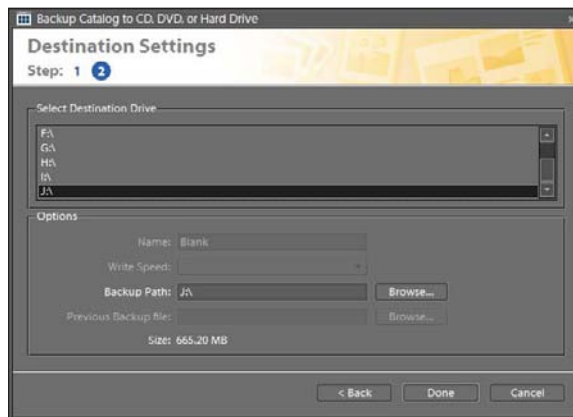 Backup Catalog to CD, DVD, or Hard Drive
Destination Settings
Step: 1 2
Select Destination Drive
F:\
G:\
H:\
I:\
J:\
Options
Name: Blank
Write Speed:
Backup Path: J:\ Browse...
Previous Backup file: Browse...
Size: 665.20 MB
< Back Done Cancel